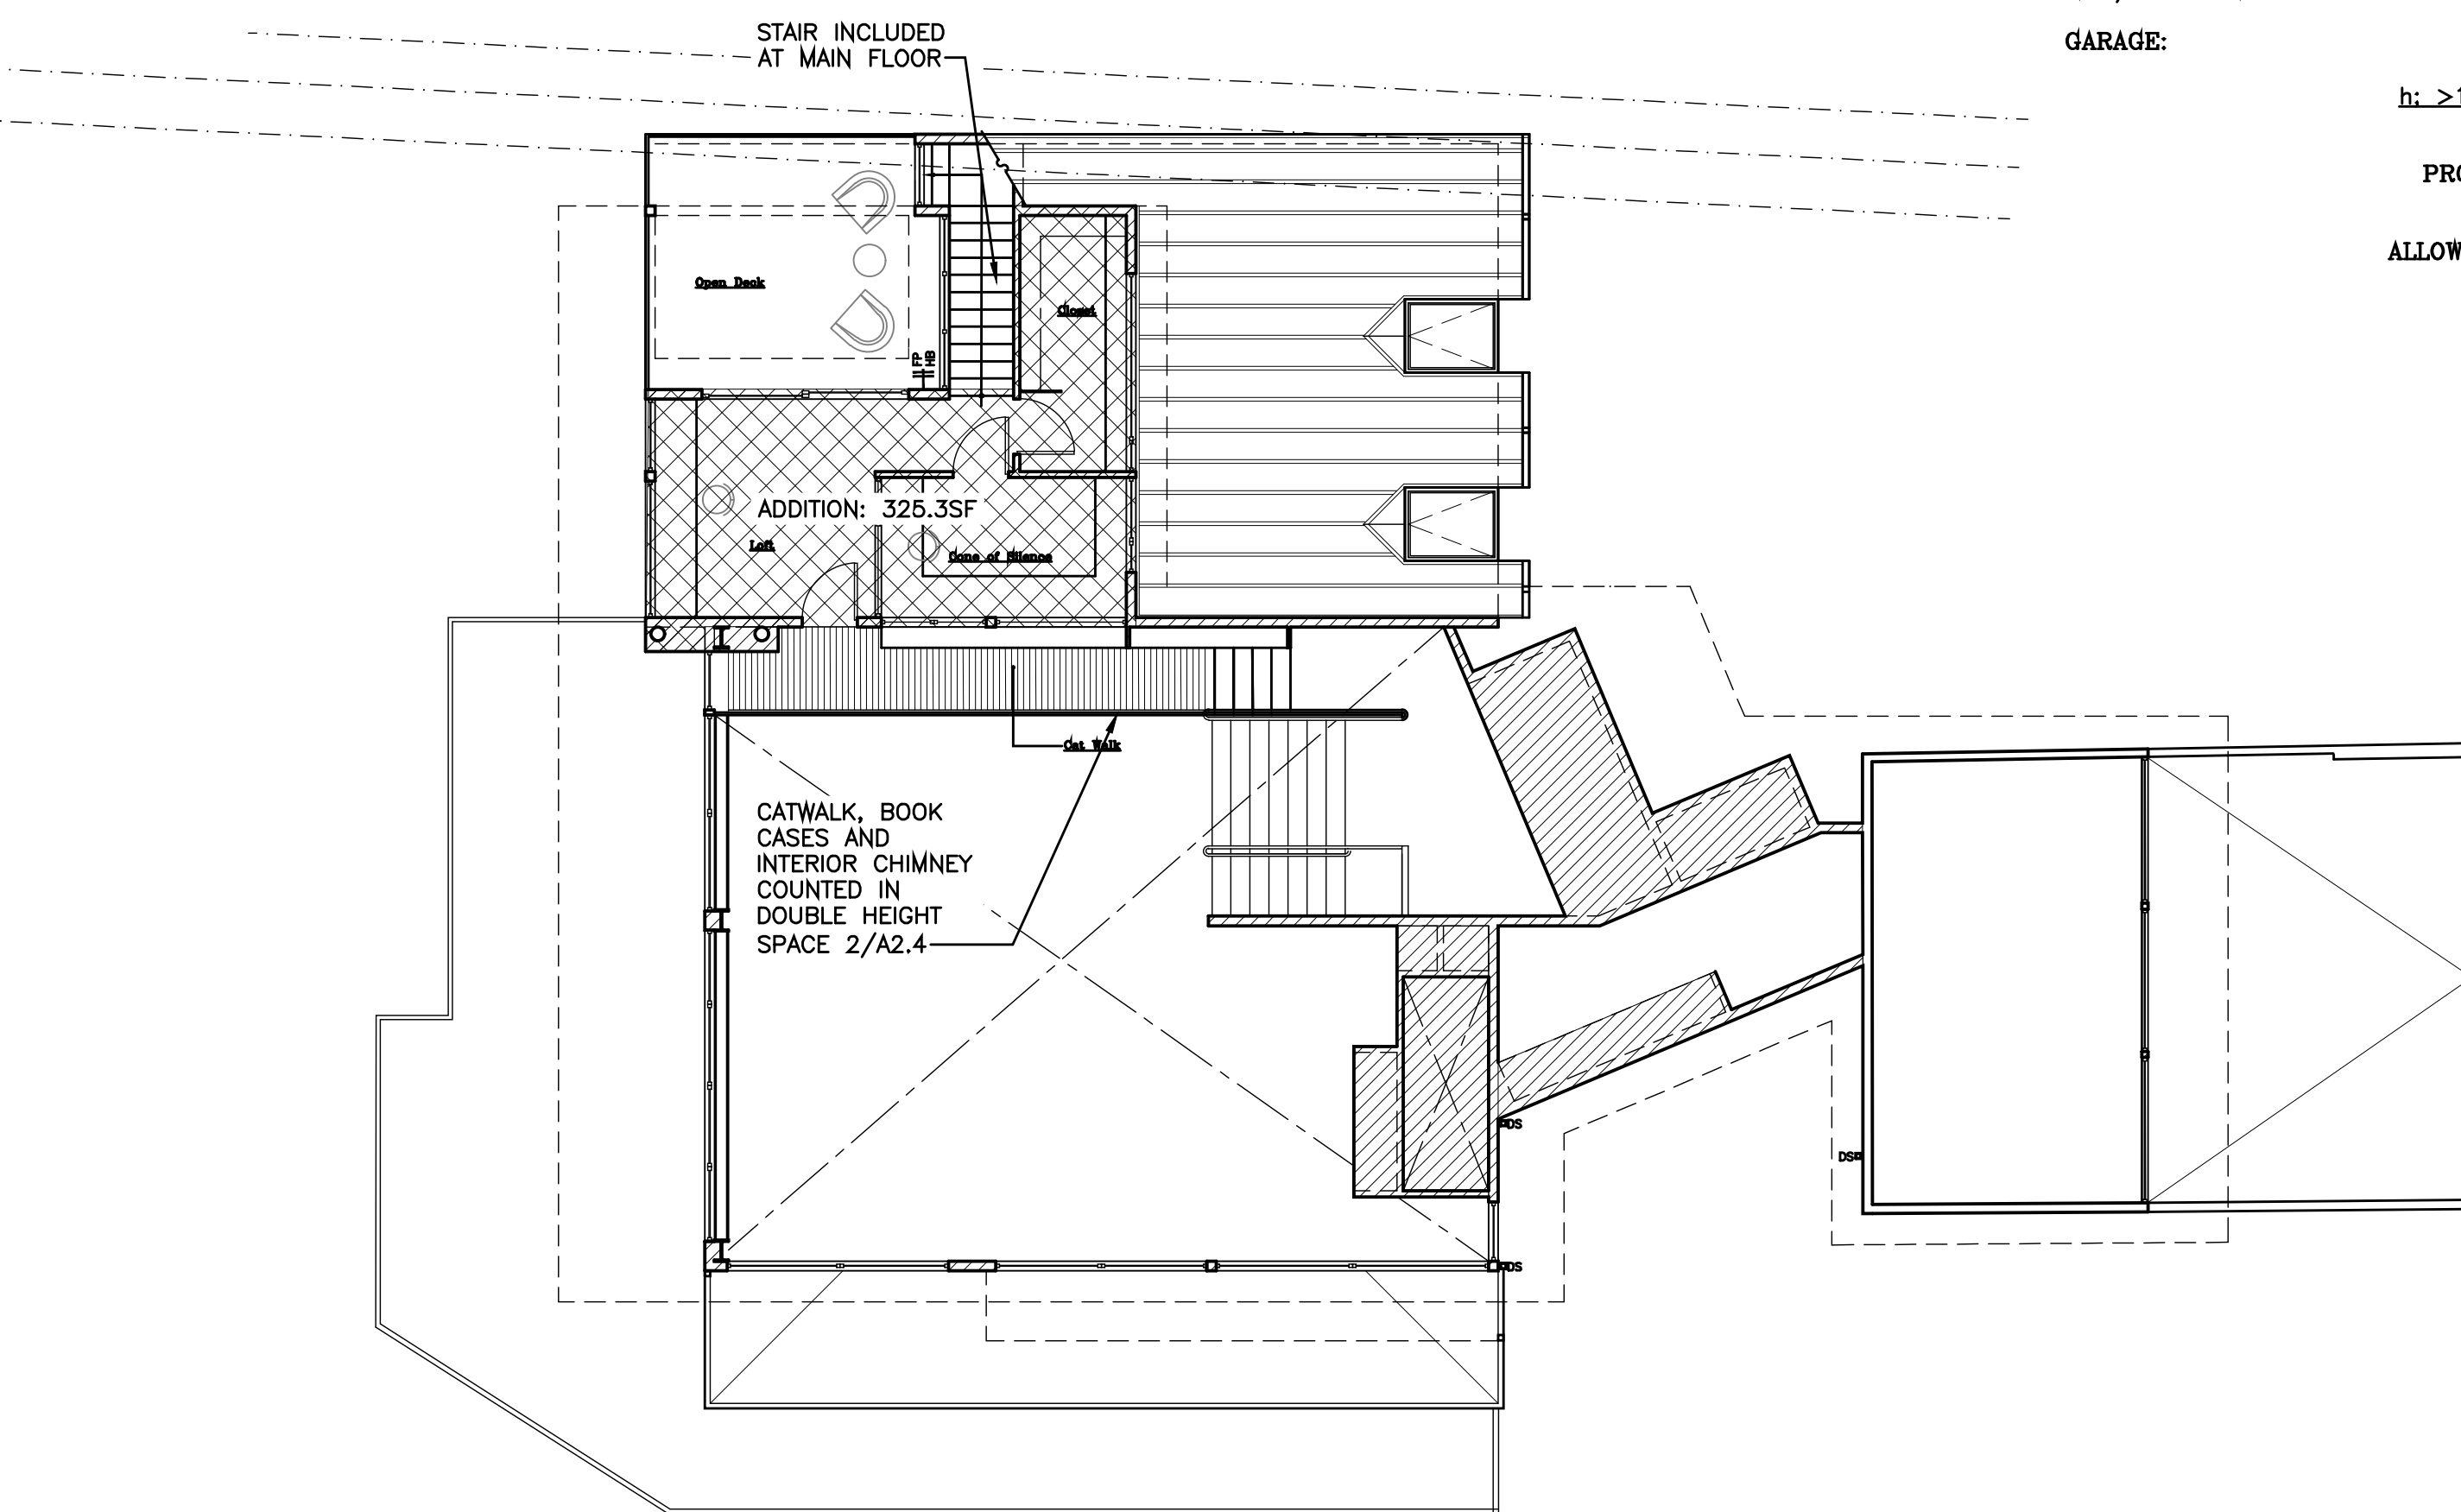 STAIR INCLUDED
AT MAIN FLOOR
GARAGE:
h: >1
PRO
ALLOW
Open Deck
Closet
FP
HB
ADDITION: 325.3SF
Loft
Cone of Silence
Cat Walk
CATWALK, BOOK
CASES AND
INTERIOR CHIMNEY
COUNTED IN
DOUBLE HEIGHT
SPACE 2/A2.4
DS
DS
DS